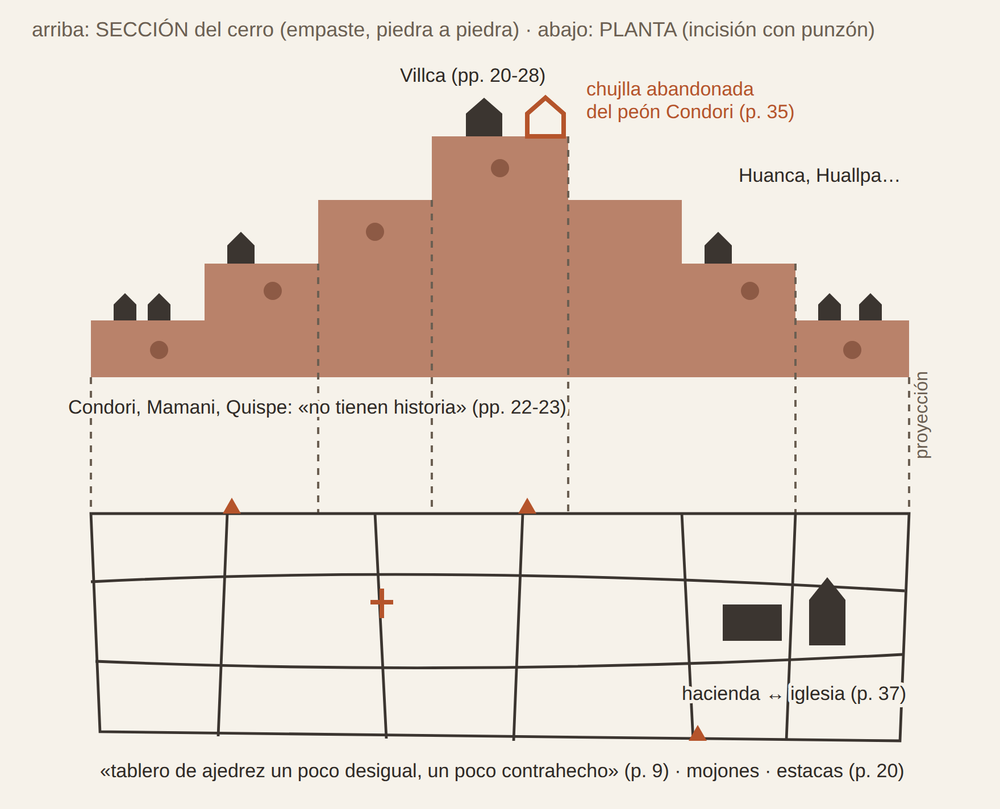 arriba: SECCIÓN del cerro (empaste, piedra a piedra) · abajo: PLANTA (incisión con punzón)
Villca (pp. 20-28)
chujlla abandonada
del peón Condori (p. 35)
Huanca, Huallpa…
Condori, Mamani, Quispe: «no tienen historia» (pp. 22-23)
proyección
hacienda ↔ iglesia (p. 37)
«tablero de ajedrez un poco desigual, un poco contrahecho» (p. 9) · mojones · estacas (p. 20)